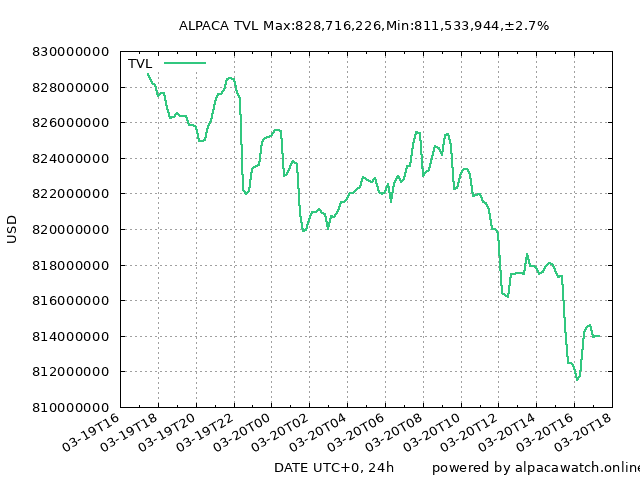 ALPACA TVL Max:828,716,226,Min:811,533,944,±2.7%
TVL
830000000
828000000
826000000
824000000
822000000
820000000
818000000
816000000
814000000
812000000
810000000
USD
03-19T16
03-19T18
03-19T20
03-19T22
03-20T00
03-20T02
03-20T04
03-20T06
03-20T08
03-20T10
03-20T12
03-20T14
03-20T16
03-20T18
DATE UTC+0, 24h
powered by alpacawatch.online